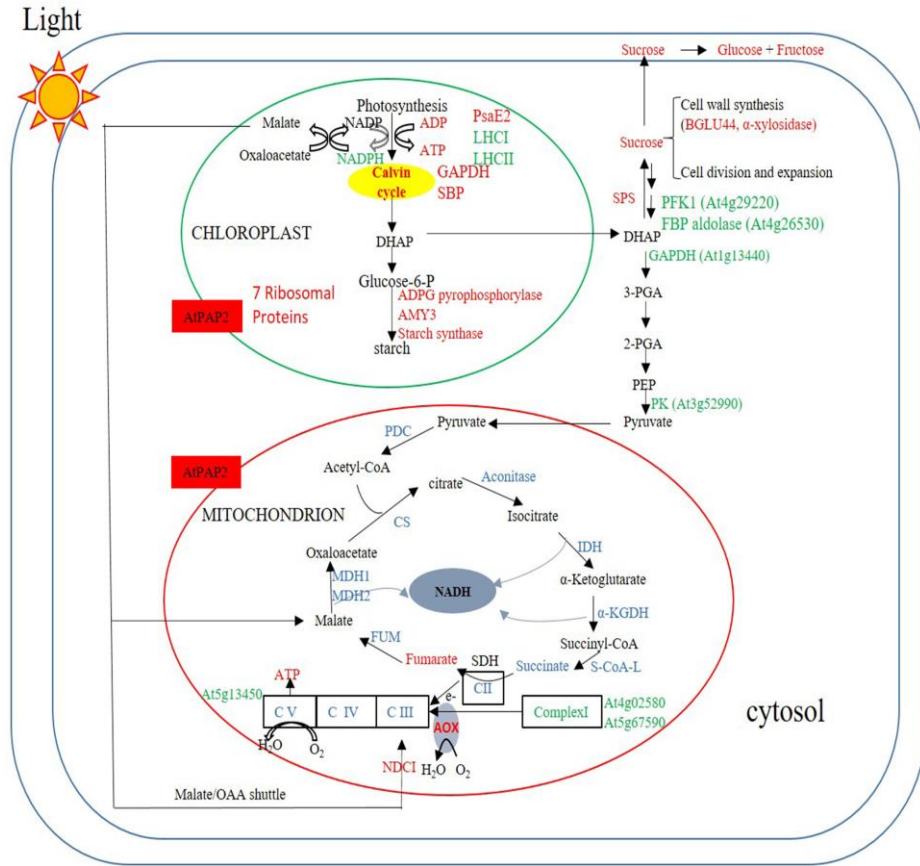 Light
Sucrose
Glucose + Fructose
Photosynthesis
Malate
NADP
ADP
PsaE2
LHCI
Oxaloacetate
NADPH
ATP
LHCII
Calvin
cycle
GAPDH
SBP
CHLOROPLAST
DHAP
Glucose-6-P
AtPAP2
7 Ribosomal
Proteins
ADPG pyrophosphorylase
AMY3
Starch synthase
starch
Cell wall synthesis
(BGLU44, α-xylosidase)
Sucrose
Cell division and expansion
SPS
PFK1 (At4g29220)
FBP aldolase (At4g26530)
DHAP
GAPDH (At1g13440)
3-PGA
2-PGA
PEP
PK (At3g52990)
Pyruvate
Pyruvate
PDC
AtPAP2
Acetyl-CoA
citrate
Aconitase
MITOCHONDRION
CS
Isocitrate
Oxaloacetate
IDH
MDH1
MDH2
NADH
α-Ketoglutarate
Malate
α-KGDH
FUM
Succinyl-CoA
Fumarate
SDH
Succinate
S-CoA-L
ATP
At5g13450
e-
CII
C V
C IV
C III
AOX
ComplexI
At4g02580
At5g67590
cytosol
H2O
O2
NDCI
H2O
O2
Malate/OAA shuttle